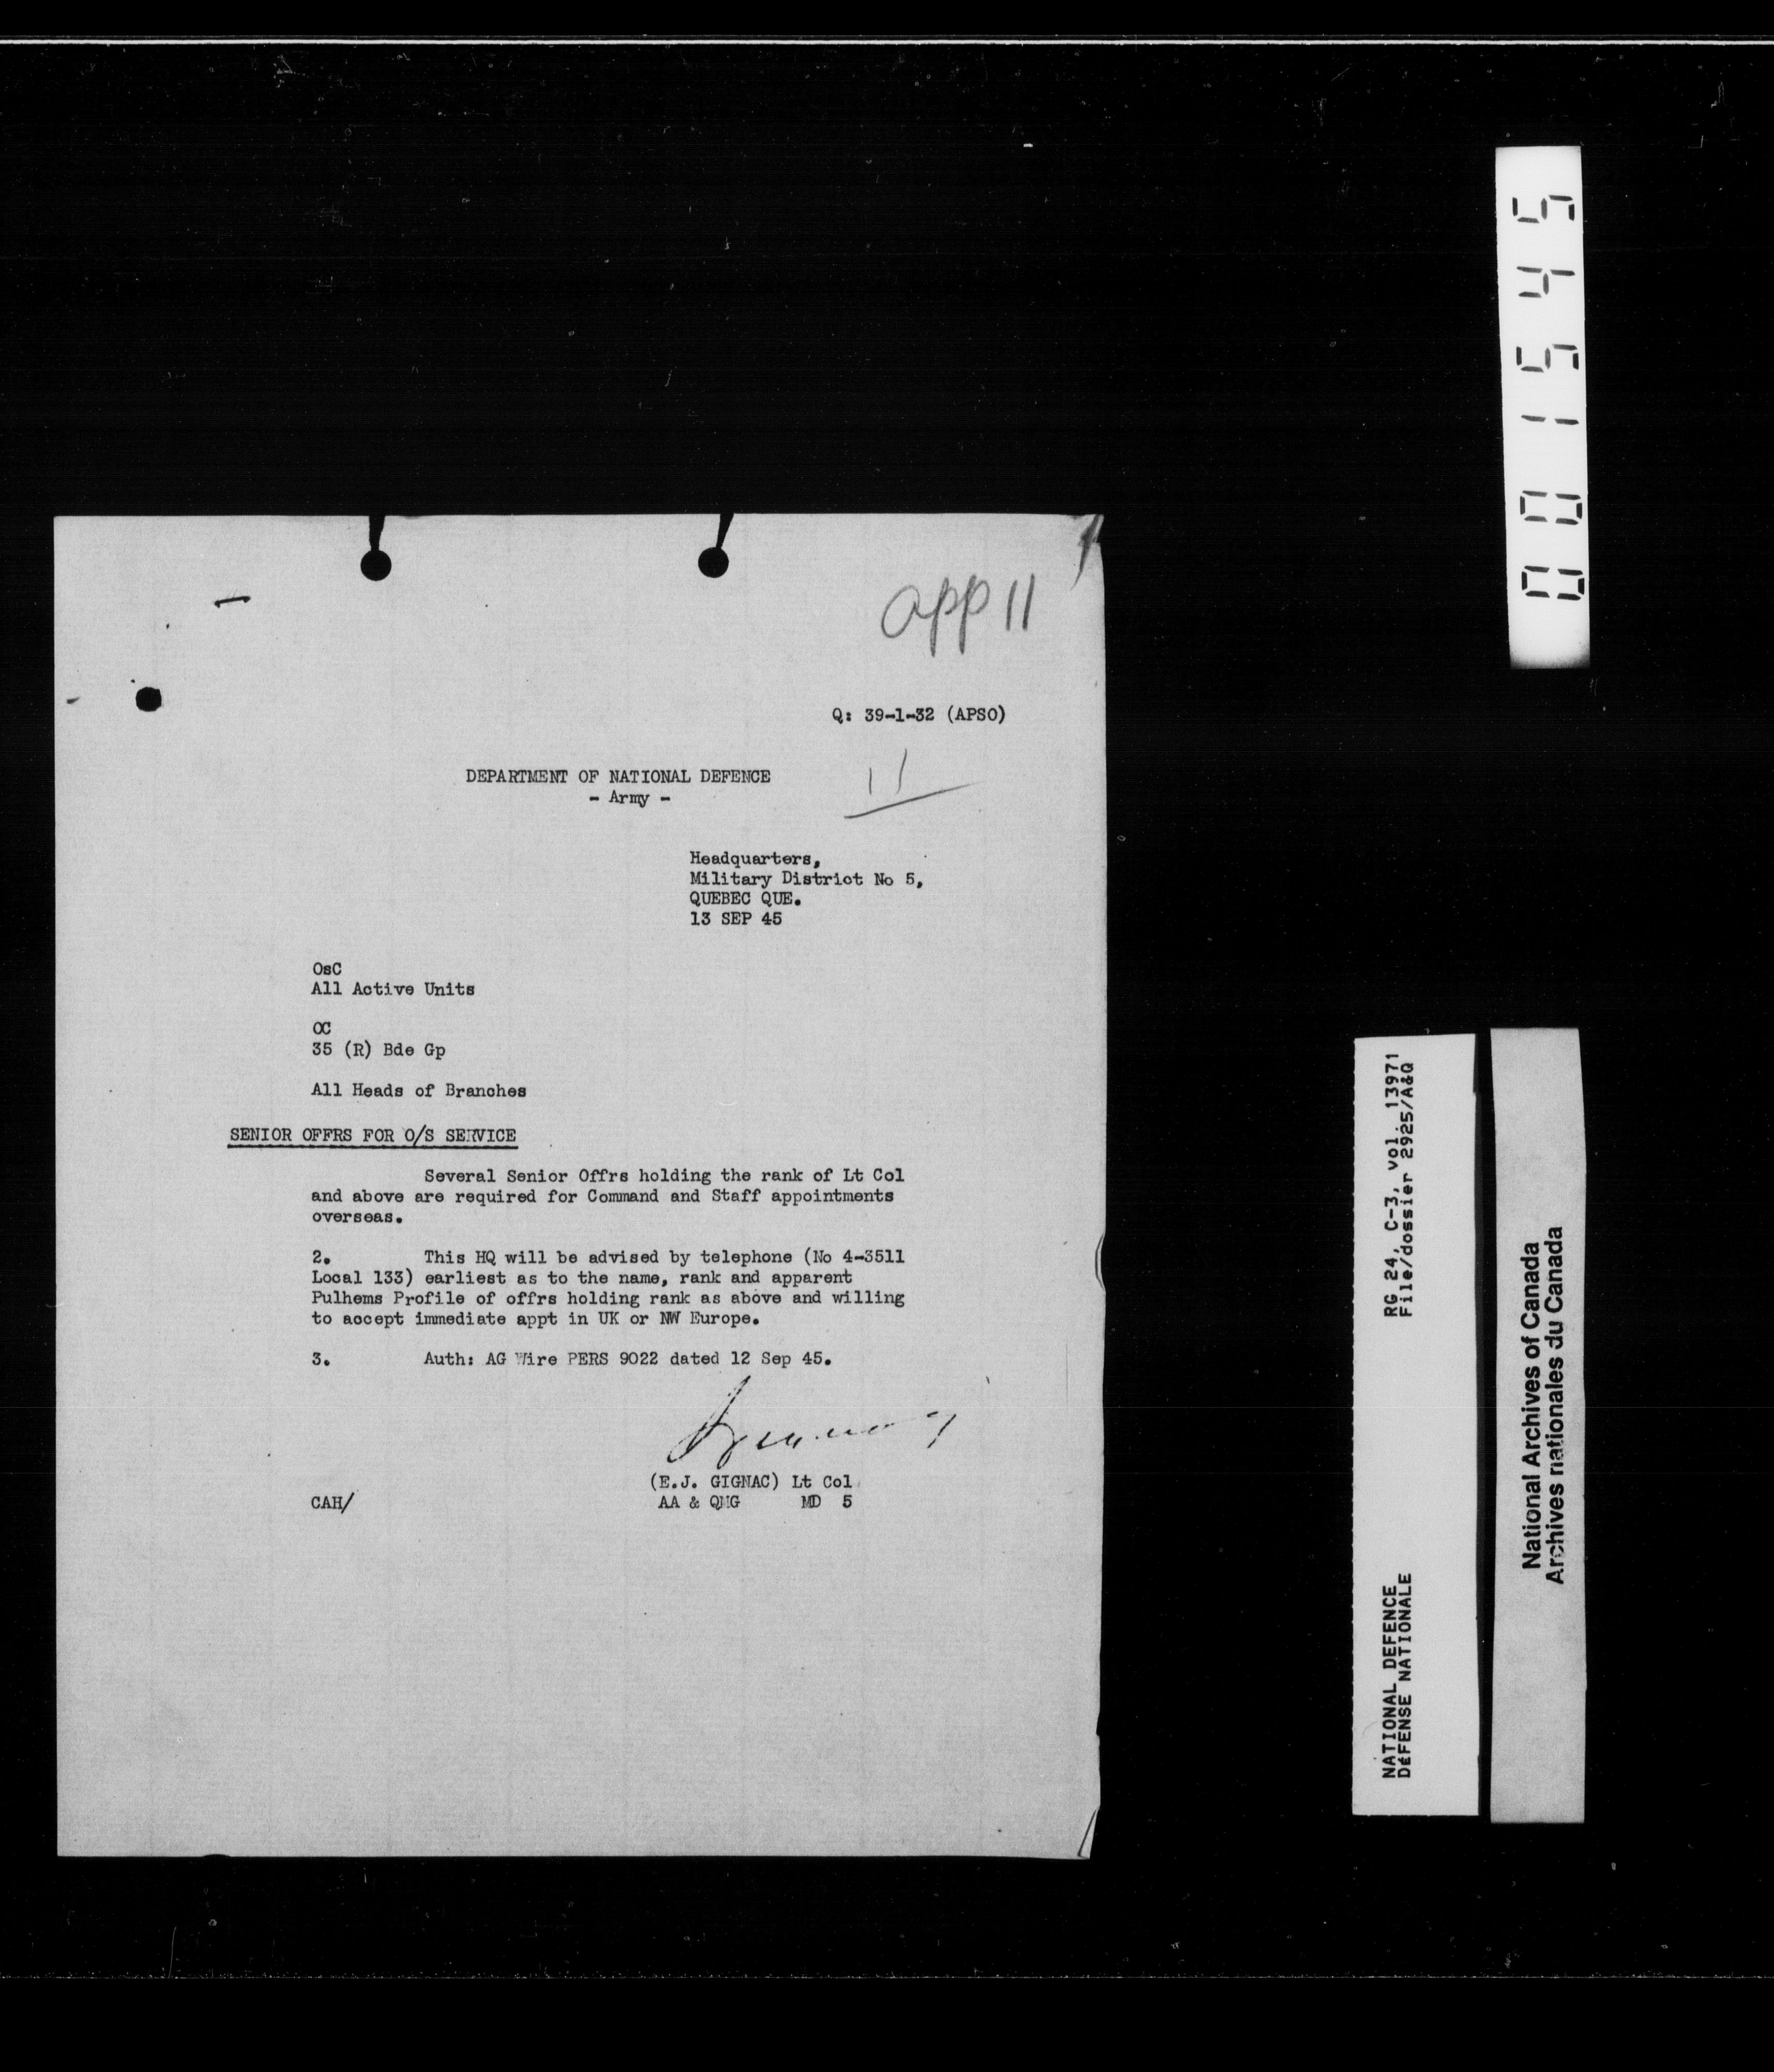 app 11
Q: 39-1-32 (APSO)
DEPARTMENT OF NATIONAL DEFENCE
- Army -
11
Headquarters,
Military District No 5,
QUEBEC QUE.
13 SEP 45
OsC
All Active Units
OC
35 (R) Bde Gp
All Heads of Branches
SENIOR OFFRS FOR O/S SERVICE
Several Senior Offrs holding the rank of Lt Col
and above are required for Command and Staff appointments
overseas.
2. This HQ will be advised by telephone (No 4-3511
Local 133) earliest as to the name, rank and apparent
Pulhems Profile of offrs holding rank as above and willing
to accept immediate appt in UK or NW Europe.
3. Auth: AG Wire PERS 9022 dated 12 Sep 45.
(E.J. GIGNAC) Lt Col
CAH/ AA & QMG MD 5
001545
RG 24, C-3, vol. 13971
File/dossier 2925/A&Q
NATIONAL DEFENCE
DéFENSE NATIONALE
National Archives of Canada
Archives nationales du Canada